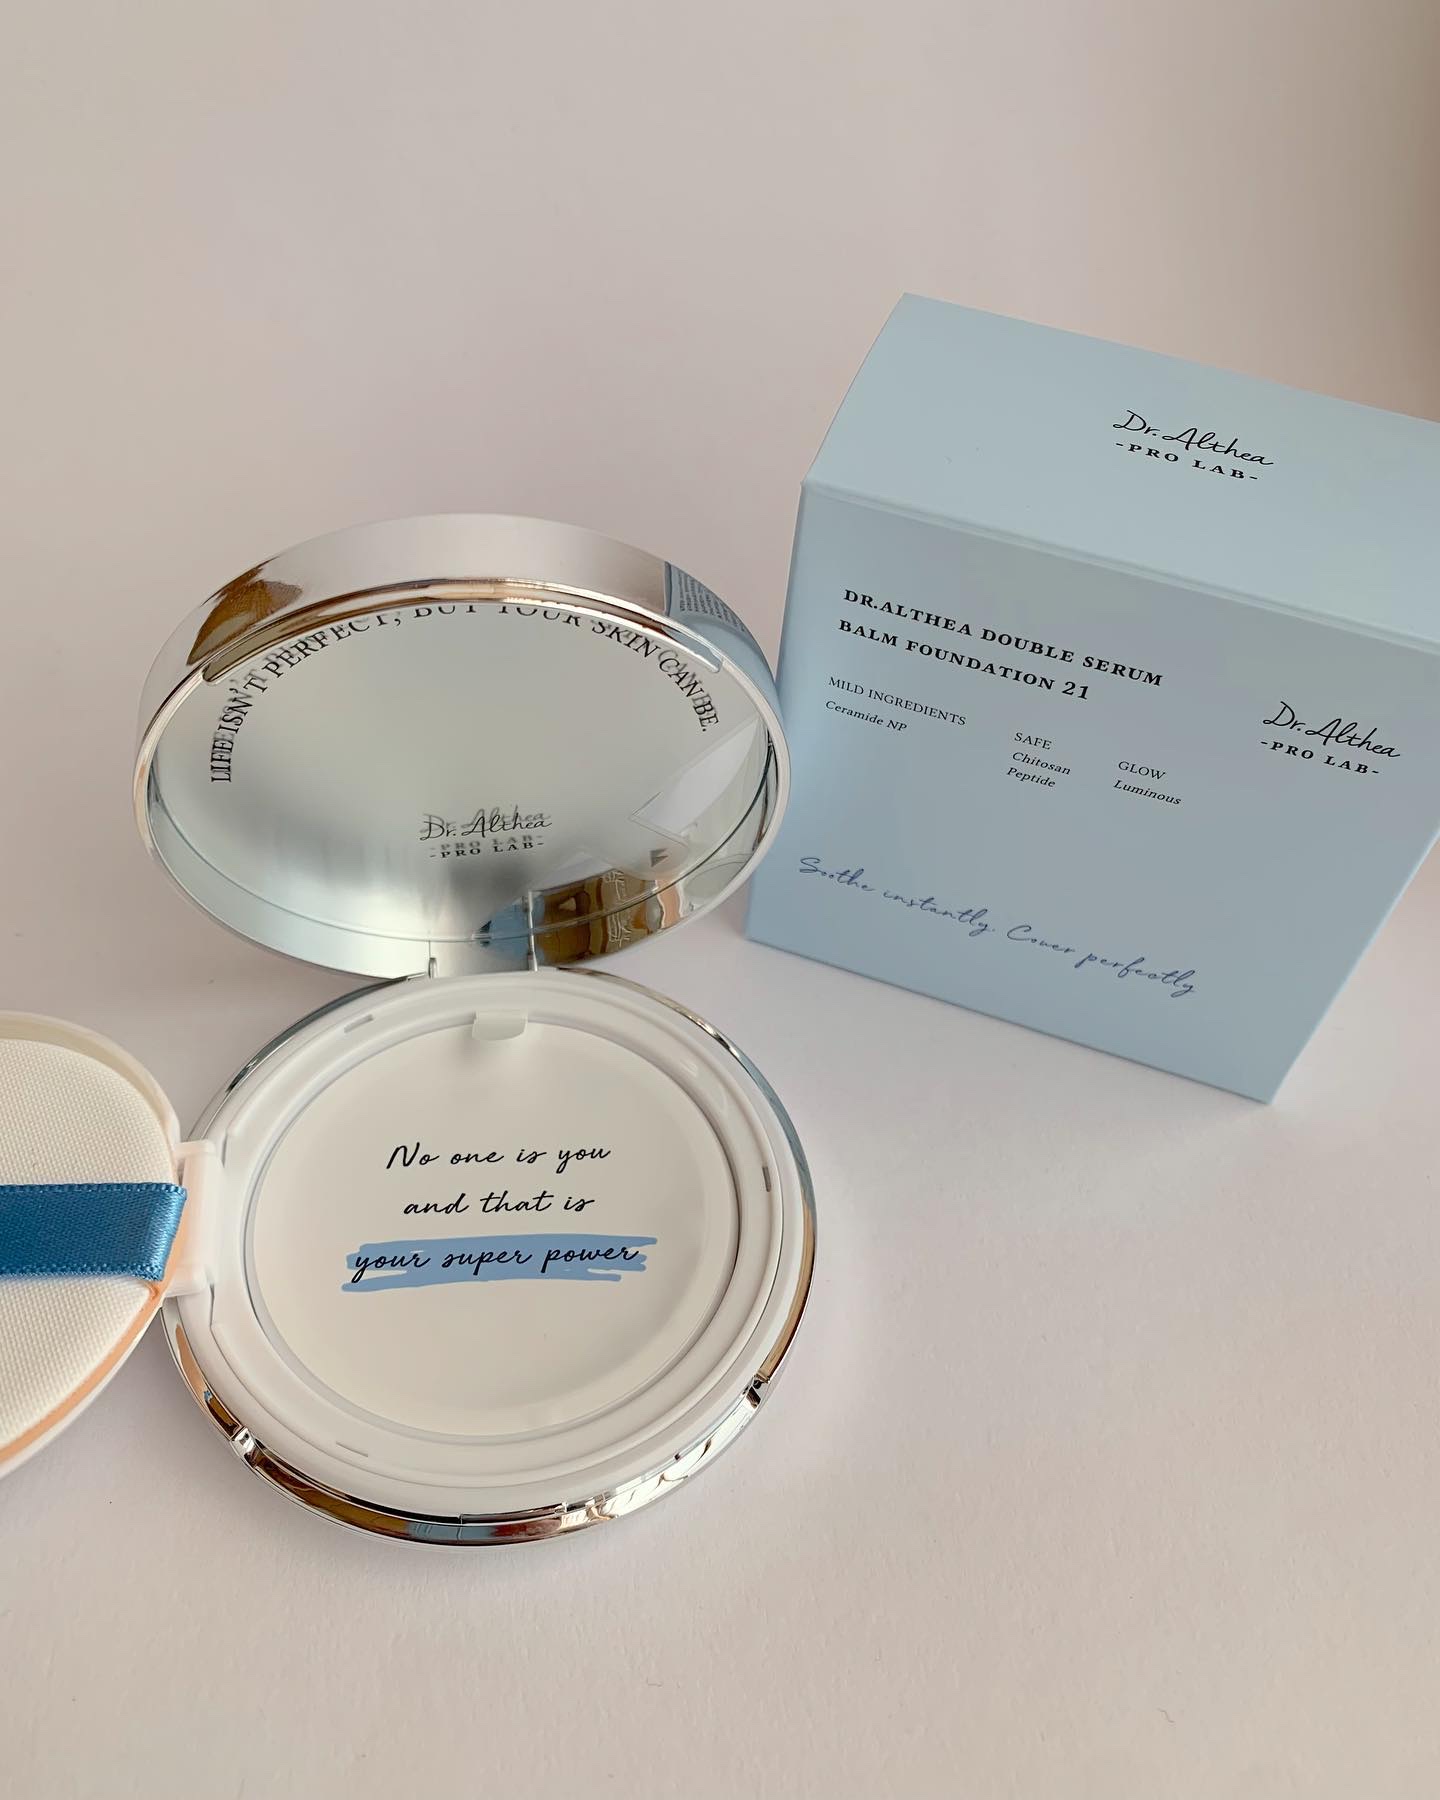 LIFE ISN'T PERFECT, BUT YOUR SKIN CAN BE.
Dr. Althea
-PRO LAB-
No one is you
and that is
your super power
Dr. Althea
-PRO LAB-
DR.ALTHEA DOUBLE SERUM
BALM FOUNDATION 21
MILD INGREDIENTS
Ceramide NP
SAFE
Chitosan
Peptide
GLOW
Luminous
Dr. Althea
-PRO LAB-
Soothe instantly. Cover perfectly